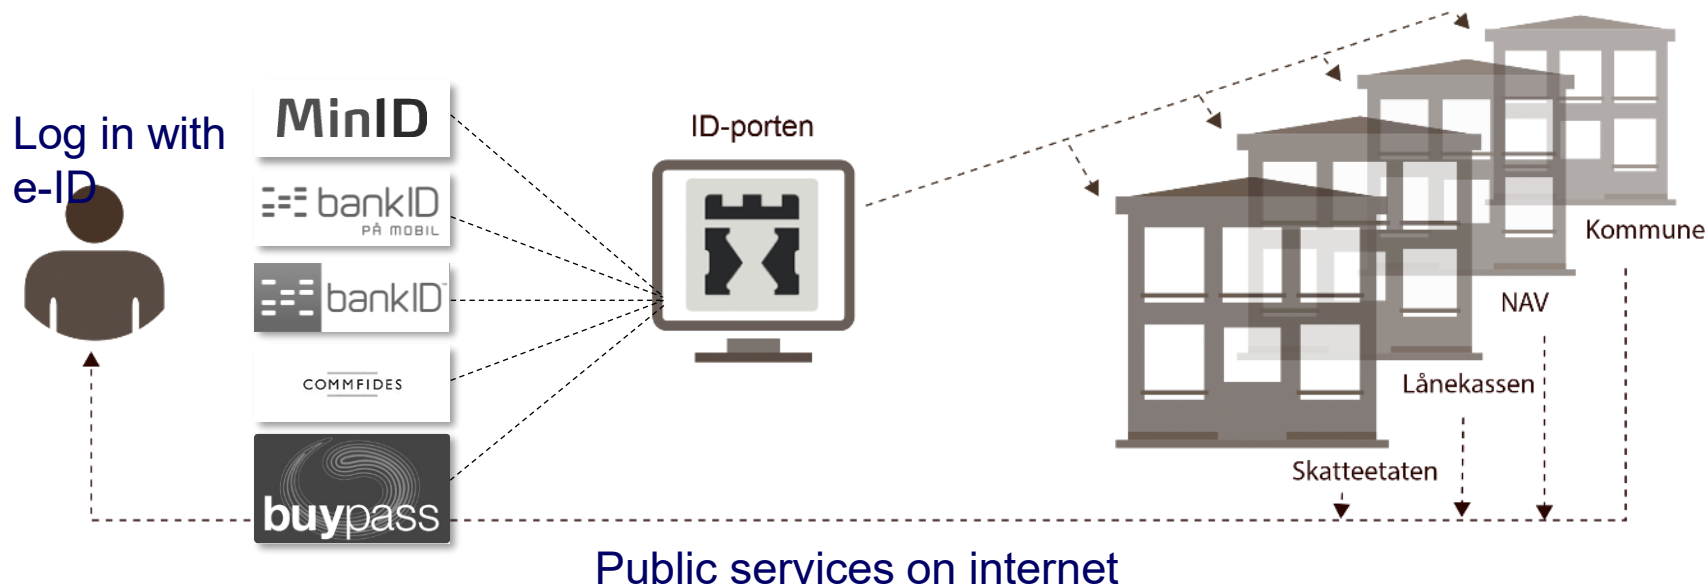 Log in with
e-ID
MinID
bankID
PÅ MOBIL
bankID™
COMMFIDES
buypass
ID-porten
Kommune
NAV
Lånekassen
Skatteetaten
Public services on internet